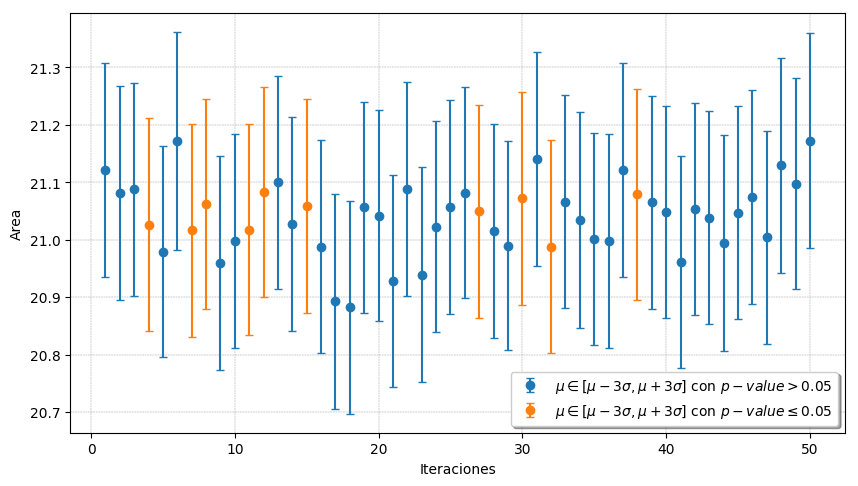 21.3
21.2
21.1
21.0
20.9
20.8
20.7
Area
0 10 20 30 40 50
Iteraciones
μ ∈ [μ − 3σ, μ + 3σ] con p − value > 0.05
μ ∈ [μ − 3σ, μ + 3σ] con p − value ≤ 0.05